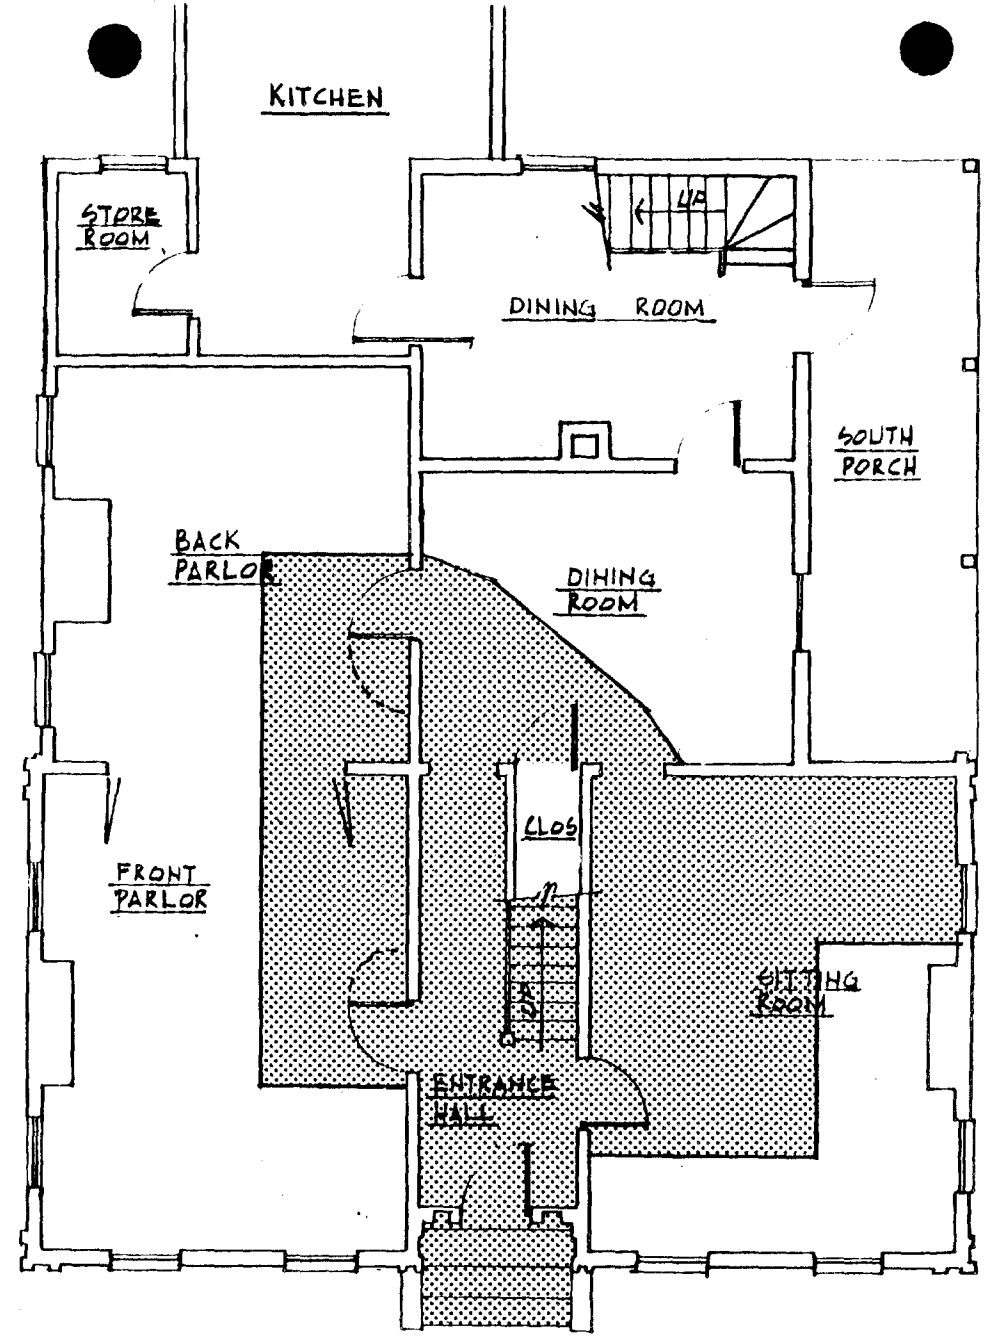 KITCHEN
STORE
ROOM
UP
DINING ROOM
SOUTH
PORCH
BACK
PARLOR
DINING
ROOM
CLOS
FRONT
PARLOR
UP
SITTING
ROOM
ENTRANCE
HALL